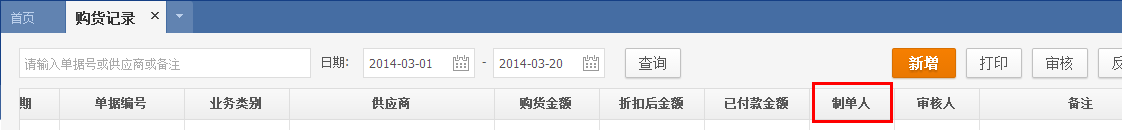 首页 购货记录 ×
请输入单据号或供应商或备注 日期: 2014-03-01 - 2014-03-20 查询 新增 打印 审核 反
期 单据编号 业务类别 供应商 购货金额 折扣后金额 已付款金额 制单人 审核人 备注